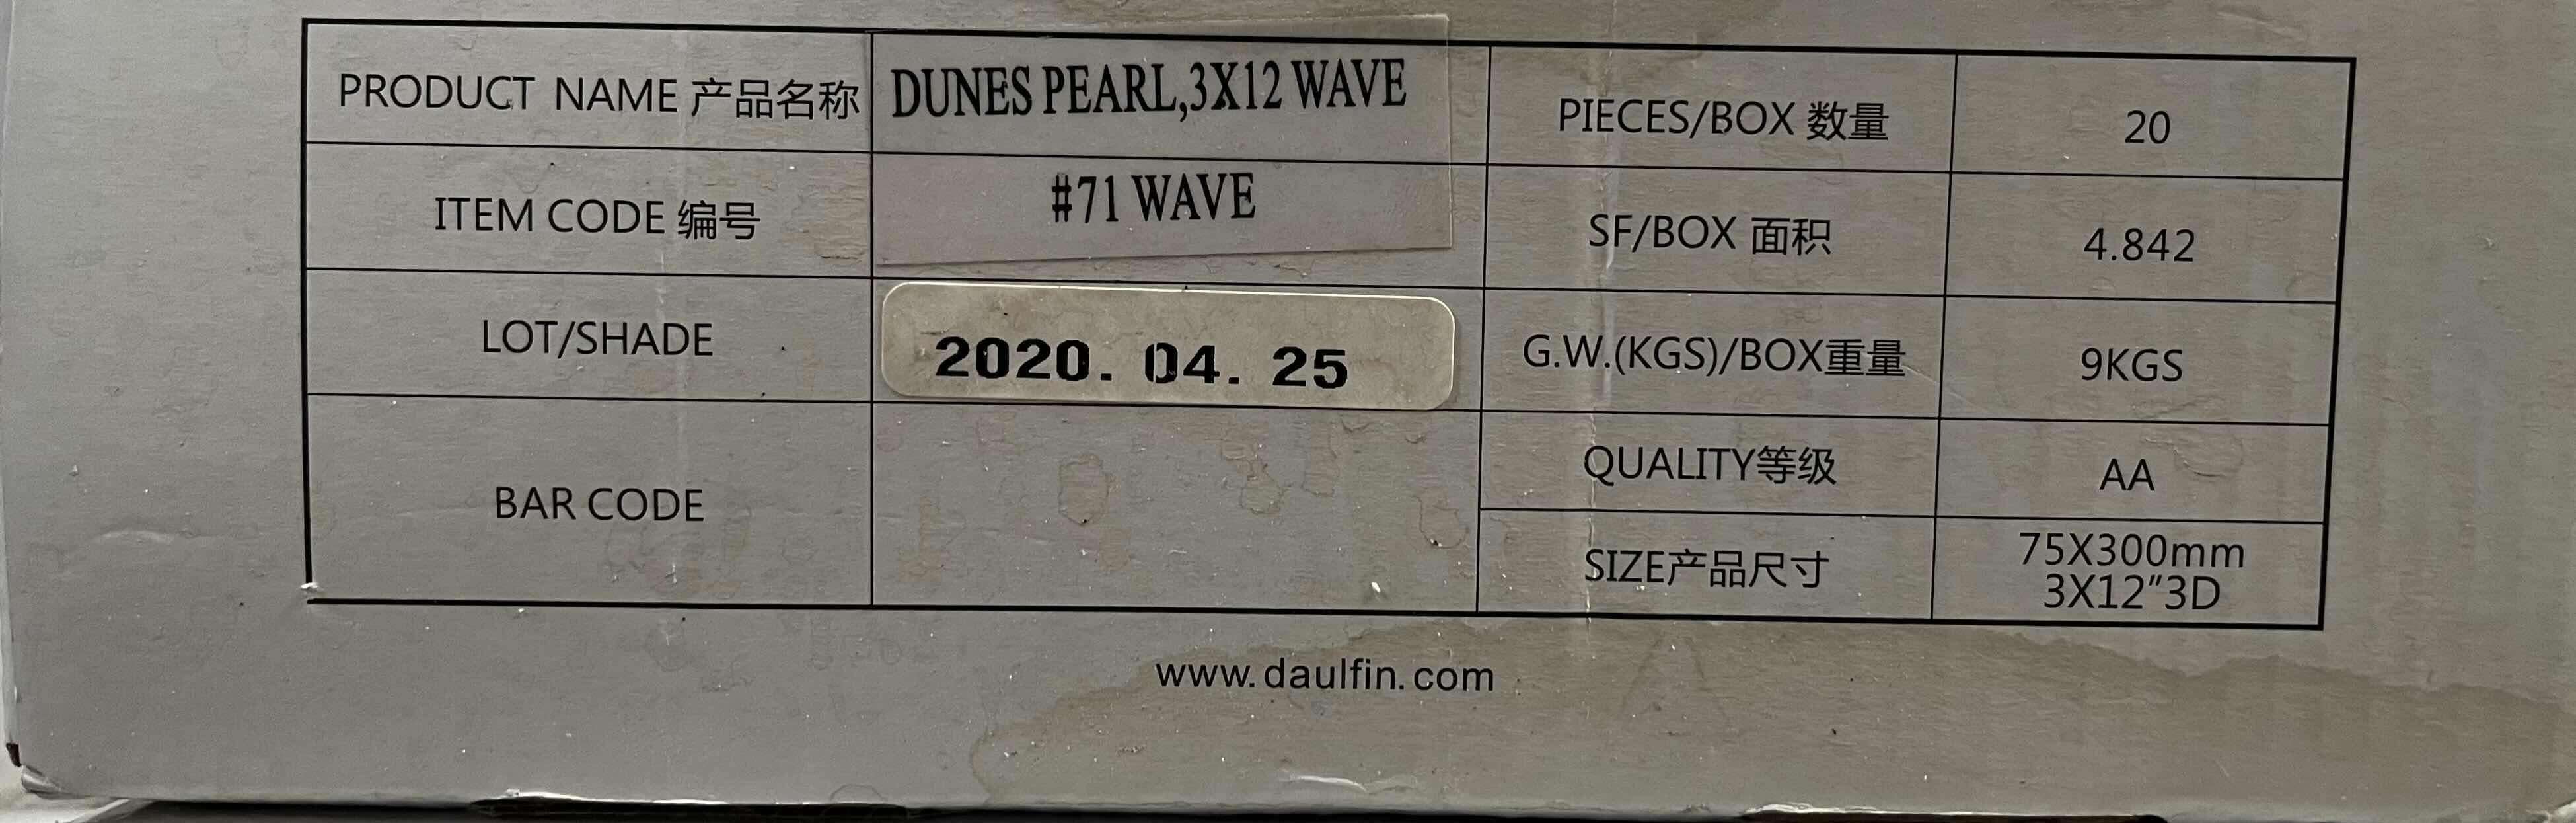 PRODUCT NAME 产品名称 DUNES PEARL,3X12 WAVE PIECES/BOX 数量 20
ITEM CODE 编号 #71 WAVE SF/BOX 面积 4.842
LOT/SHADE 2020. 04. 25 G.W.(KGS)/BOX重量 9KGS
BAR CODE QUALITY等级 AA
SIZE产品尺寸 75X300mm
3X12”3D
www.daulfin.com